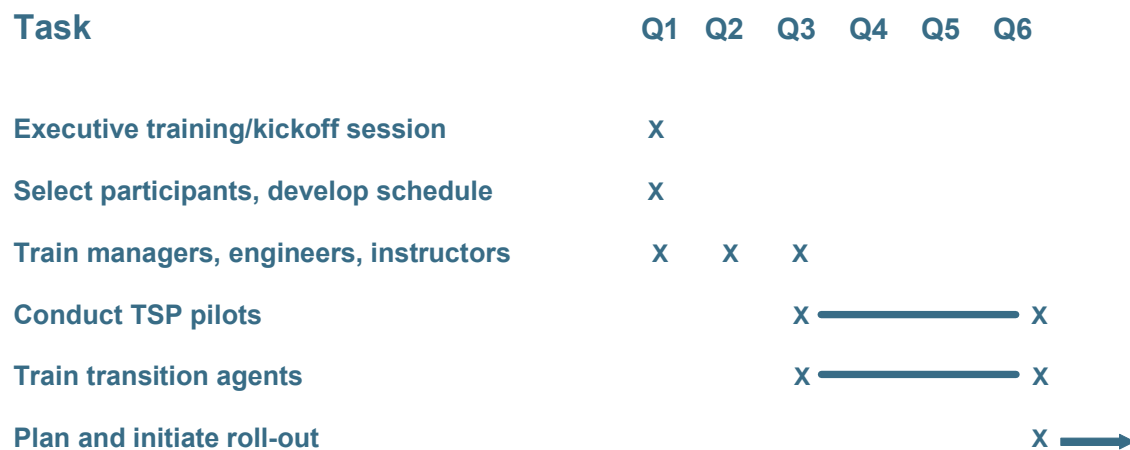 Task Q1 Q2 Q3 Q4 Q5 Q6
Executive training/kickoff session X
Select participants, develop schedule X
Train managers, engineers, instructors X X X
Conduct TSP pilots X X
Train transition agents X X
Plan and initiate roll-out X